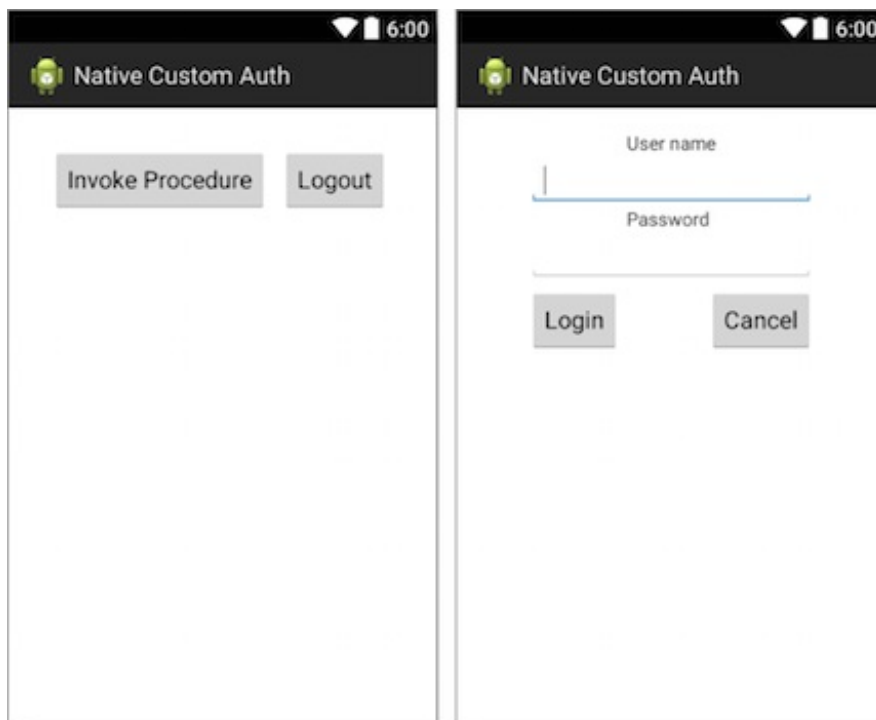 6:00
Native Custom Auth
Invoke Procedure Logout
6:00
Native Custom Auth
User name
Password
Login Cancel